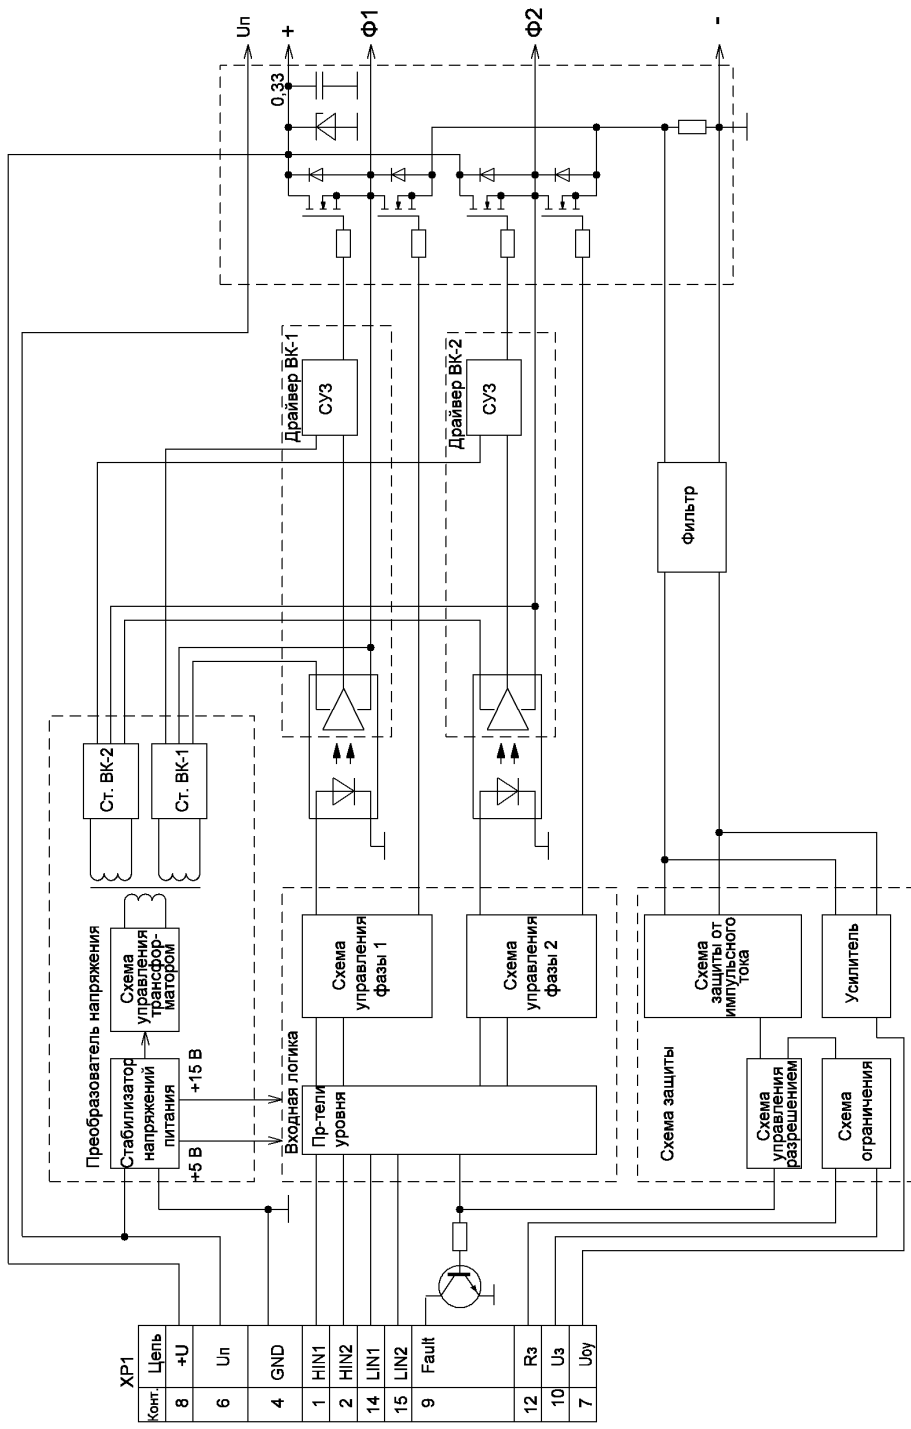 XP1
Конт.
Цепь
8
+U
6
Uп
4
GND
1
HIN1
2
HIN2
14
LIN1
15
LIN2
9
Fault
12
Rз
10
Uз
7
Uоу
Преобразователь напряжения
Стабилизатор
напряжений
питания
+5 В
+15 В
Схема
управления
трансфор-
матором
Ст. ВК-2
Ст. ВК-1
Входная логика
Пр-тели
уровня
Схема
управления
фазы 1
Схема
управления
фазы 2
Схема защиты
Схема
управления
разрешением
Схема
ограничения
Схема
защиты от
импульсного
тока
Усилитель
Фильтр
Драйвер ВК-1
СУЗ
Драйвер ВК-2
СУЗ
0,33
Uп
+
Ф1
Ф2
-